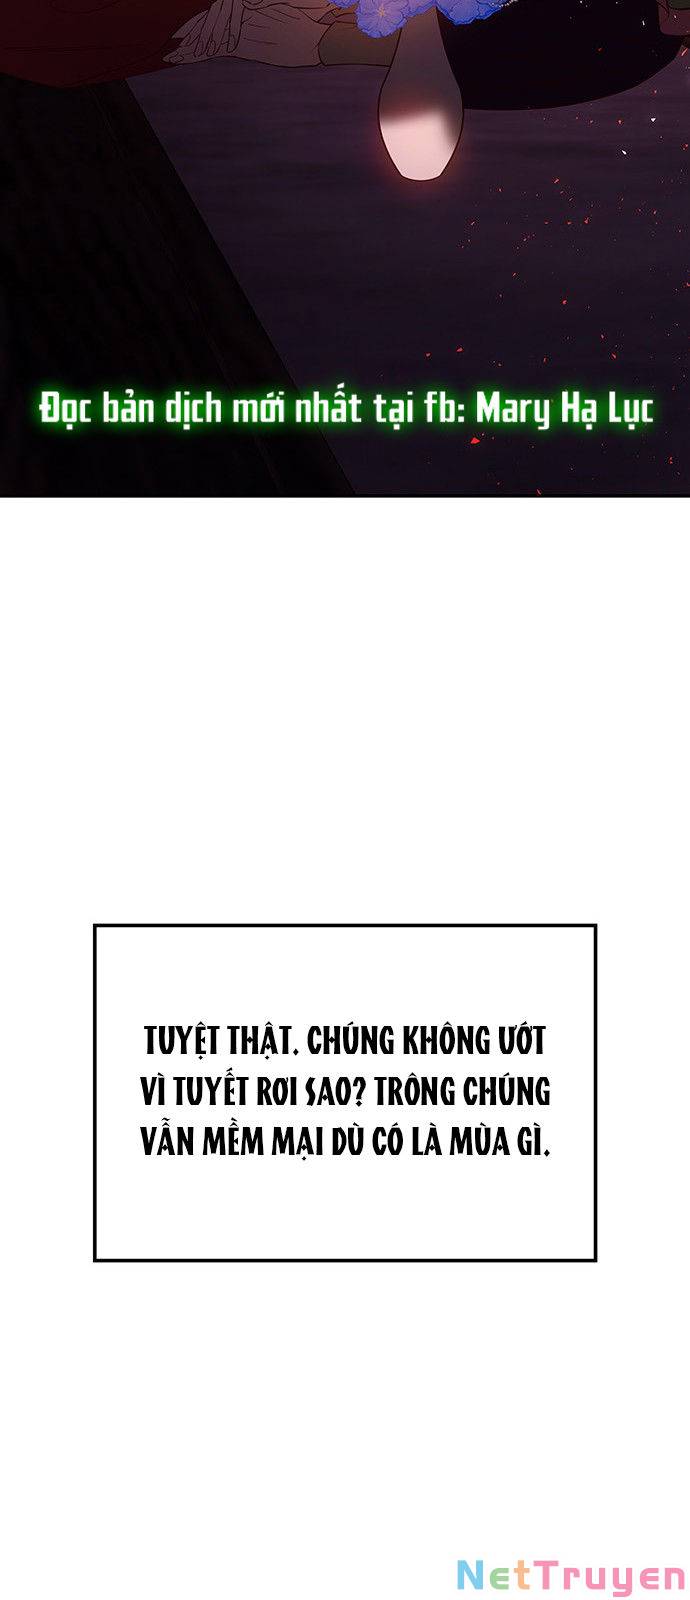 Đọc bản dịch mới nhất tại fb: Mary Hạ Lục
TUYỆT THẬT. CHÚNG KHÔNG ƯỚT
VÌ TUYẾT RƠI SAO? TRÔNG CHÚNG
VẪN MỀM MẠI DÙ CÓ LÀ MÙA GÌ.
NetTruyen